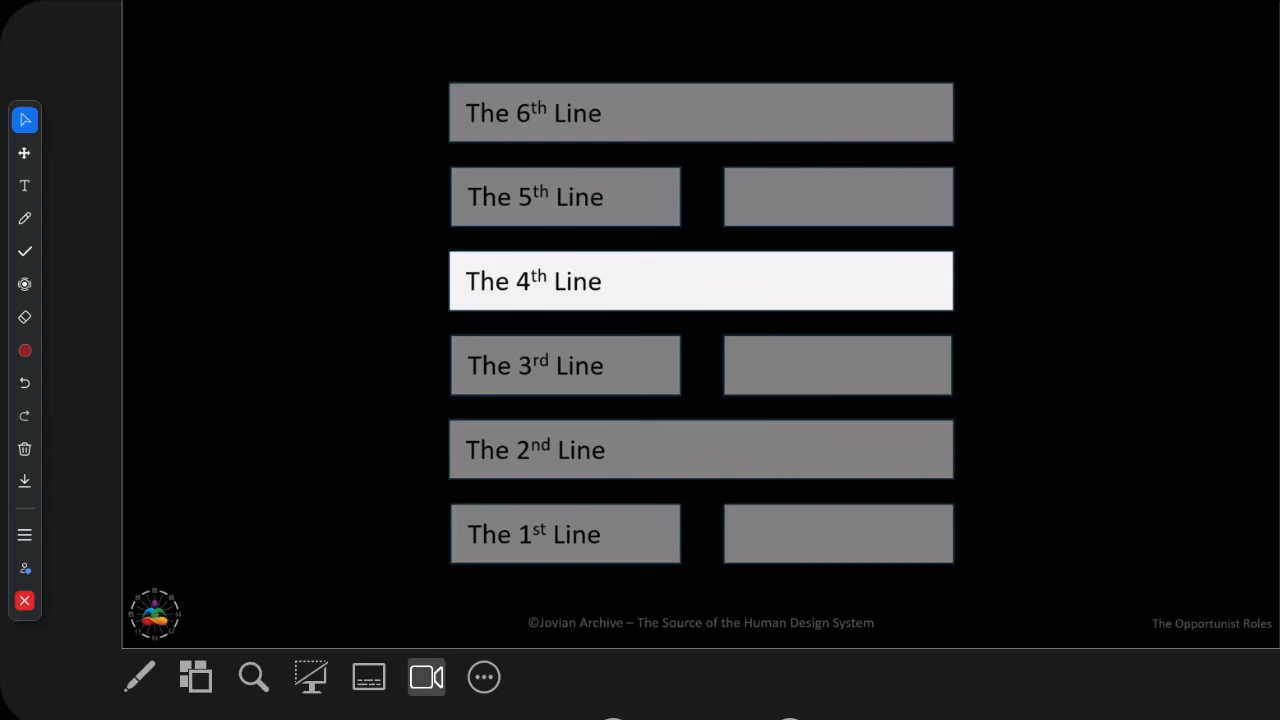 The 6th Line
The 5th Line
The 4th Line
The 3rd Line
The 2nd Line
The 1st Line
©Jovian Archive – The Source of the Human Design System
The Opportunist Roles